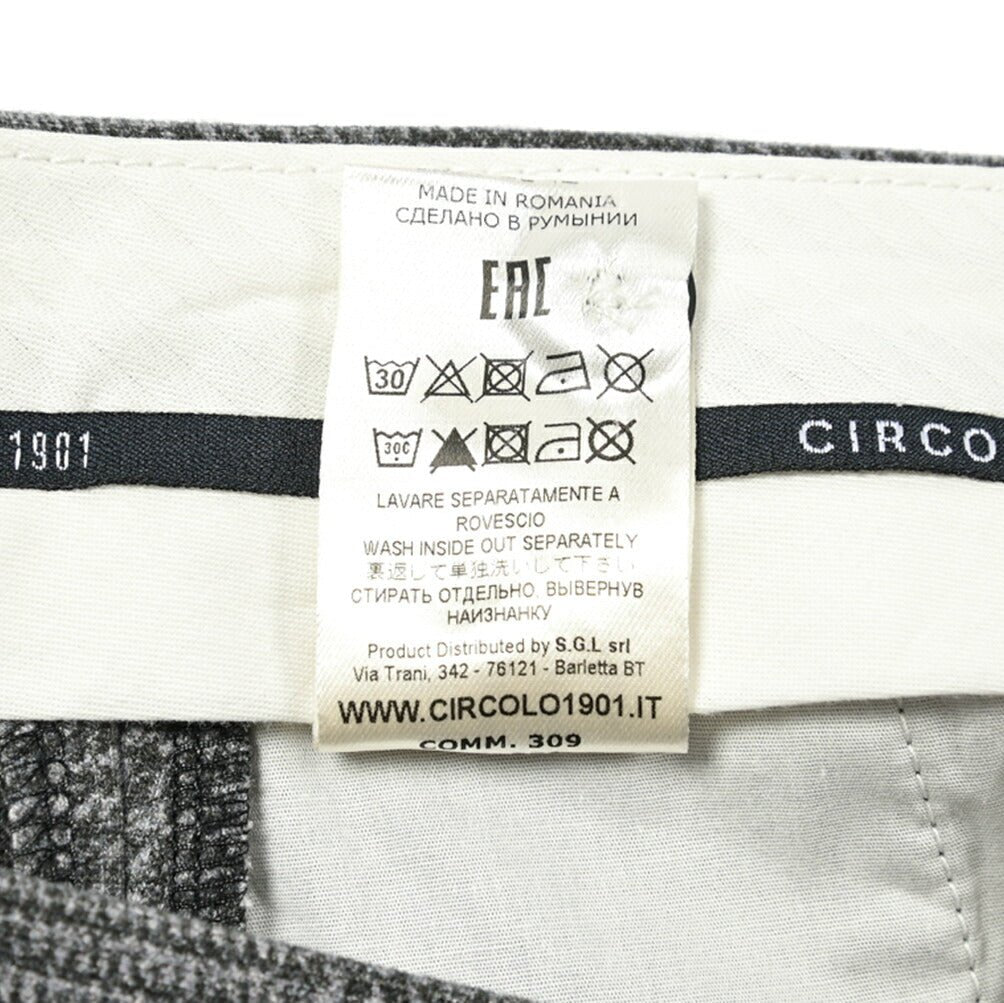 MADE IN ROMANIA
СДЕЛАНО В РУМЫНИИ
EAC
30
1901
CIRCO
30C
LAVARE SEPARATAMENTE A
ROVESCIO
WASH INSIDE OUT SEPARATELY
裏返して単独洗いして下さい
СТИРАТЬ ОТДЕЛЬНО, ВЫВЕРНУВ
НАИЗНАНКУ
Product Distributed by S.G.L srl
Via Trani, 342 - 76121 - Barletta BT
WWW.CIRCOLO1901.IT
COMM. 309